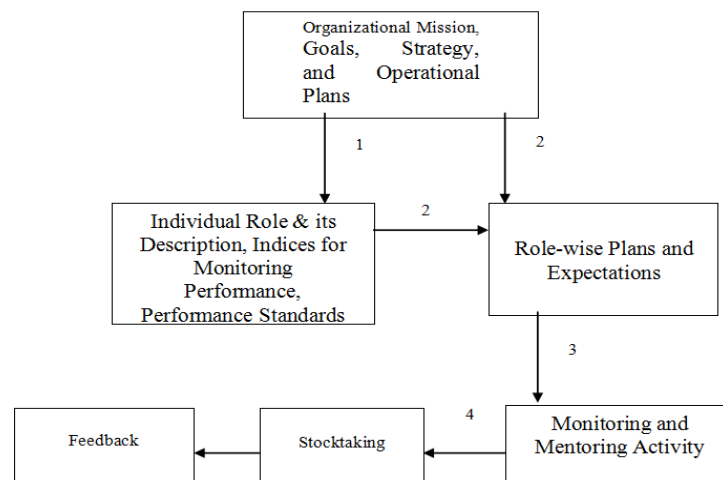 Organizational Mission,
Goals, Strategy,
and Operational
Plans
1
2
Individual Role & its
Description, Indices for
Monitoring
Performance,
Performance Standards
2
Role-wise Plans and
Expectations
3
Feedback
Stocktaking
4
Monitoring and
Mentoring Activity